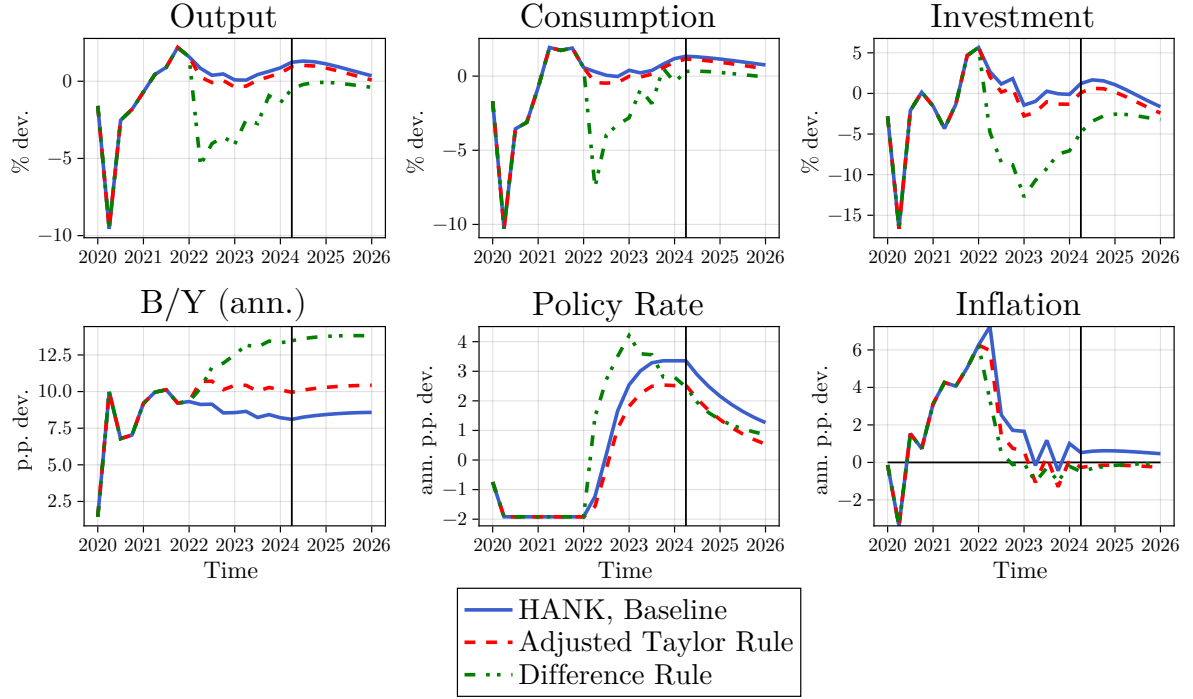 Output
Consumption
Investment
% dev.
0
−5
−10
2020 2021 2022 2023 2024 2025 2026
% dev.
0
−5
−10
2020 2021 2022 2023 2024 2025 2026
% dev.
5
0
−5
−10
−15
2020 2021 2022 2023 2024 2025 2026
B/Y (ann.)
Policy Rate
Inflation
p.p. dev.
12.5
10.0
7.5
5.0
2.5
2020 2021 2022 2023 2024 2025 2026
Time
ann. p.p. dev.
4
3
2
1
0
−1
−2
2020 2021 2022 2023 2024 2025 2026
Time
ann. p.p. dev.
6
4
2
0
−2
2020 2021 2022 2023 2024 2025 2026
Time
HANK, Baseline
Adjusted Taylor Rule
Difference Rule